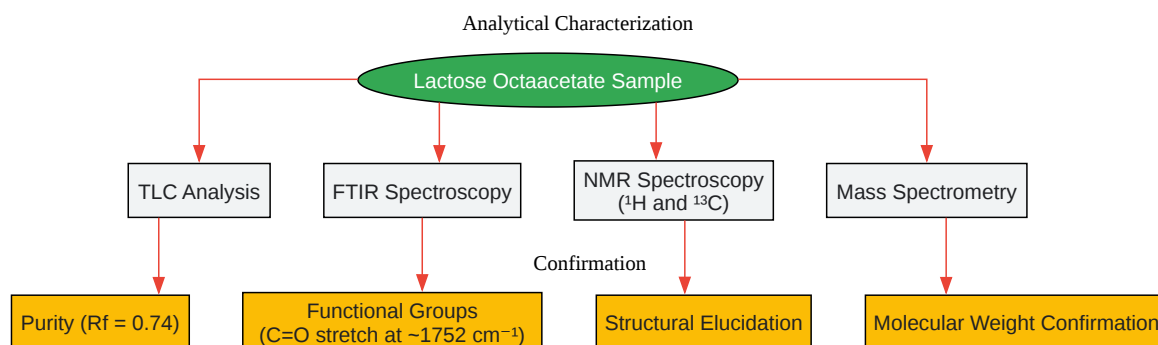 Analytical Characterization
Lactose Octaacetate Sample
TLC Analysis
FTIR Spectroscopy
NMR Spectroscopy
(¹H and ¹³C)
Mass Spectrometry
Confirmation
Purity (Rf = 0.74)
Functional Groups
(C=O stretch at ~1752 cm⁻¹)
Structural Elucidation
Molecular Weight Confirmation